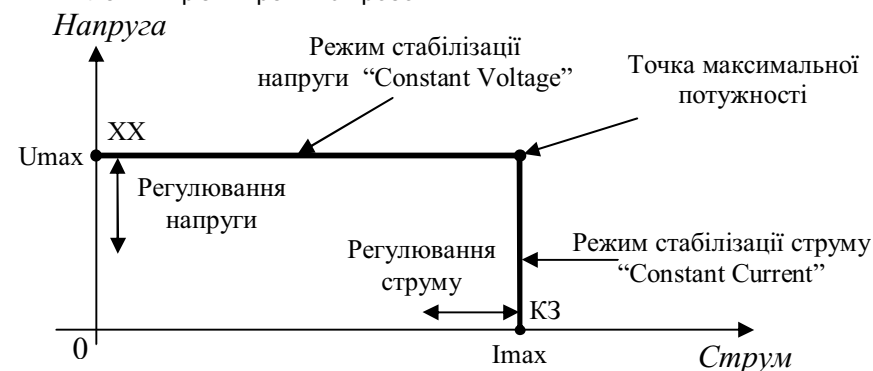 Напруга
Режим стабілізації
напруги “Constant Voltage”
Точка максимальної
потужності
XX
Umax
Регулювання
напруги
Регулювання
струму
Режим стабілізації струму
“Constant Current”
КЗ
0
Imax
Струм